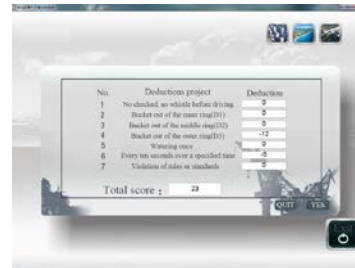 No. Deductions project Deduction
1 No checked, no whistle before driving 0
2 Bucket out of the inner ring(D1) 0
3 Bucket out of the middle ring(D2) 0
4 Bucket out of the outer ring(D3) -12
5 Watering once 0
6 Every ten seconds over a specified time -5
7 Violation of rules or standards 0
Total score : 23
QUIT YES
Exit